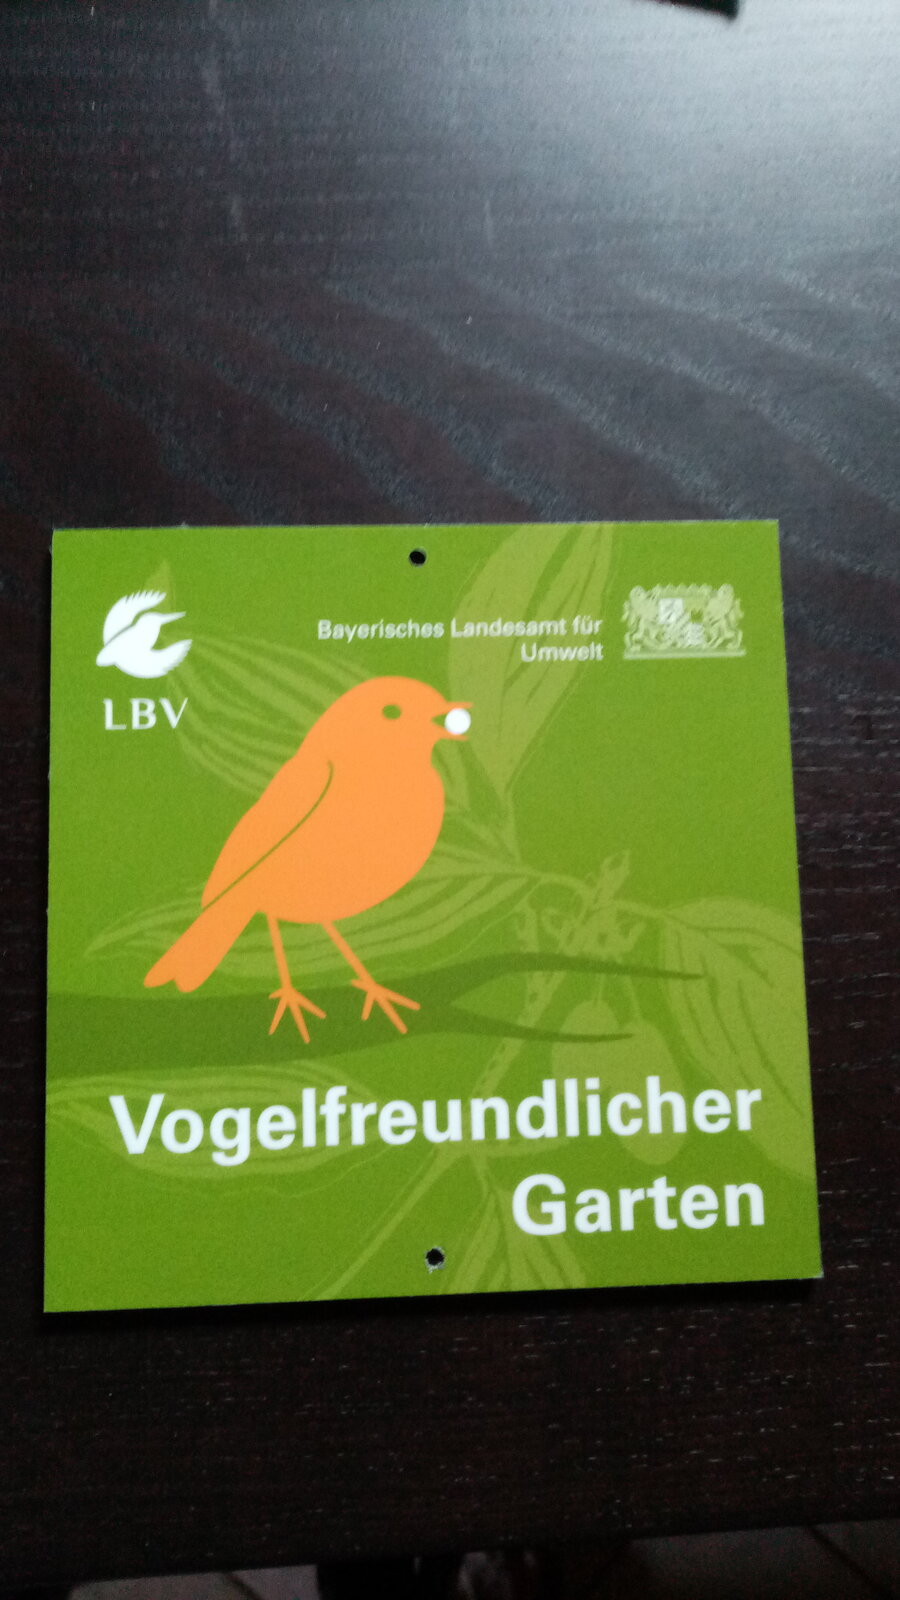 LBV
Bayerisches Landesamt für
Umwelt
Vogelfreundlicher
Garten